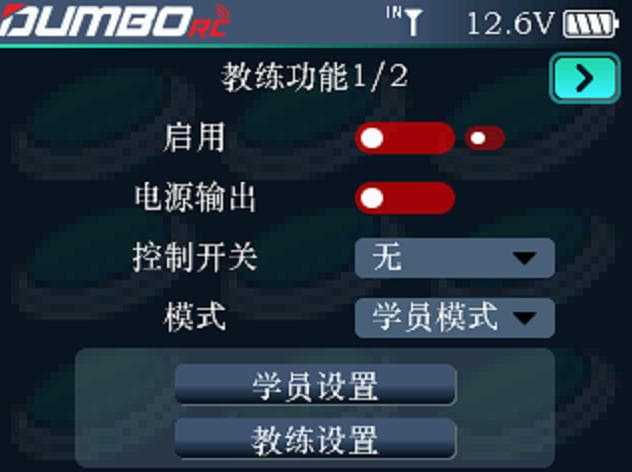 DUMBORC IN 12.6V
教练功能1/2
启用
电源输出
控制开关 无
模式 学员模式
学员设置
教练设置